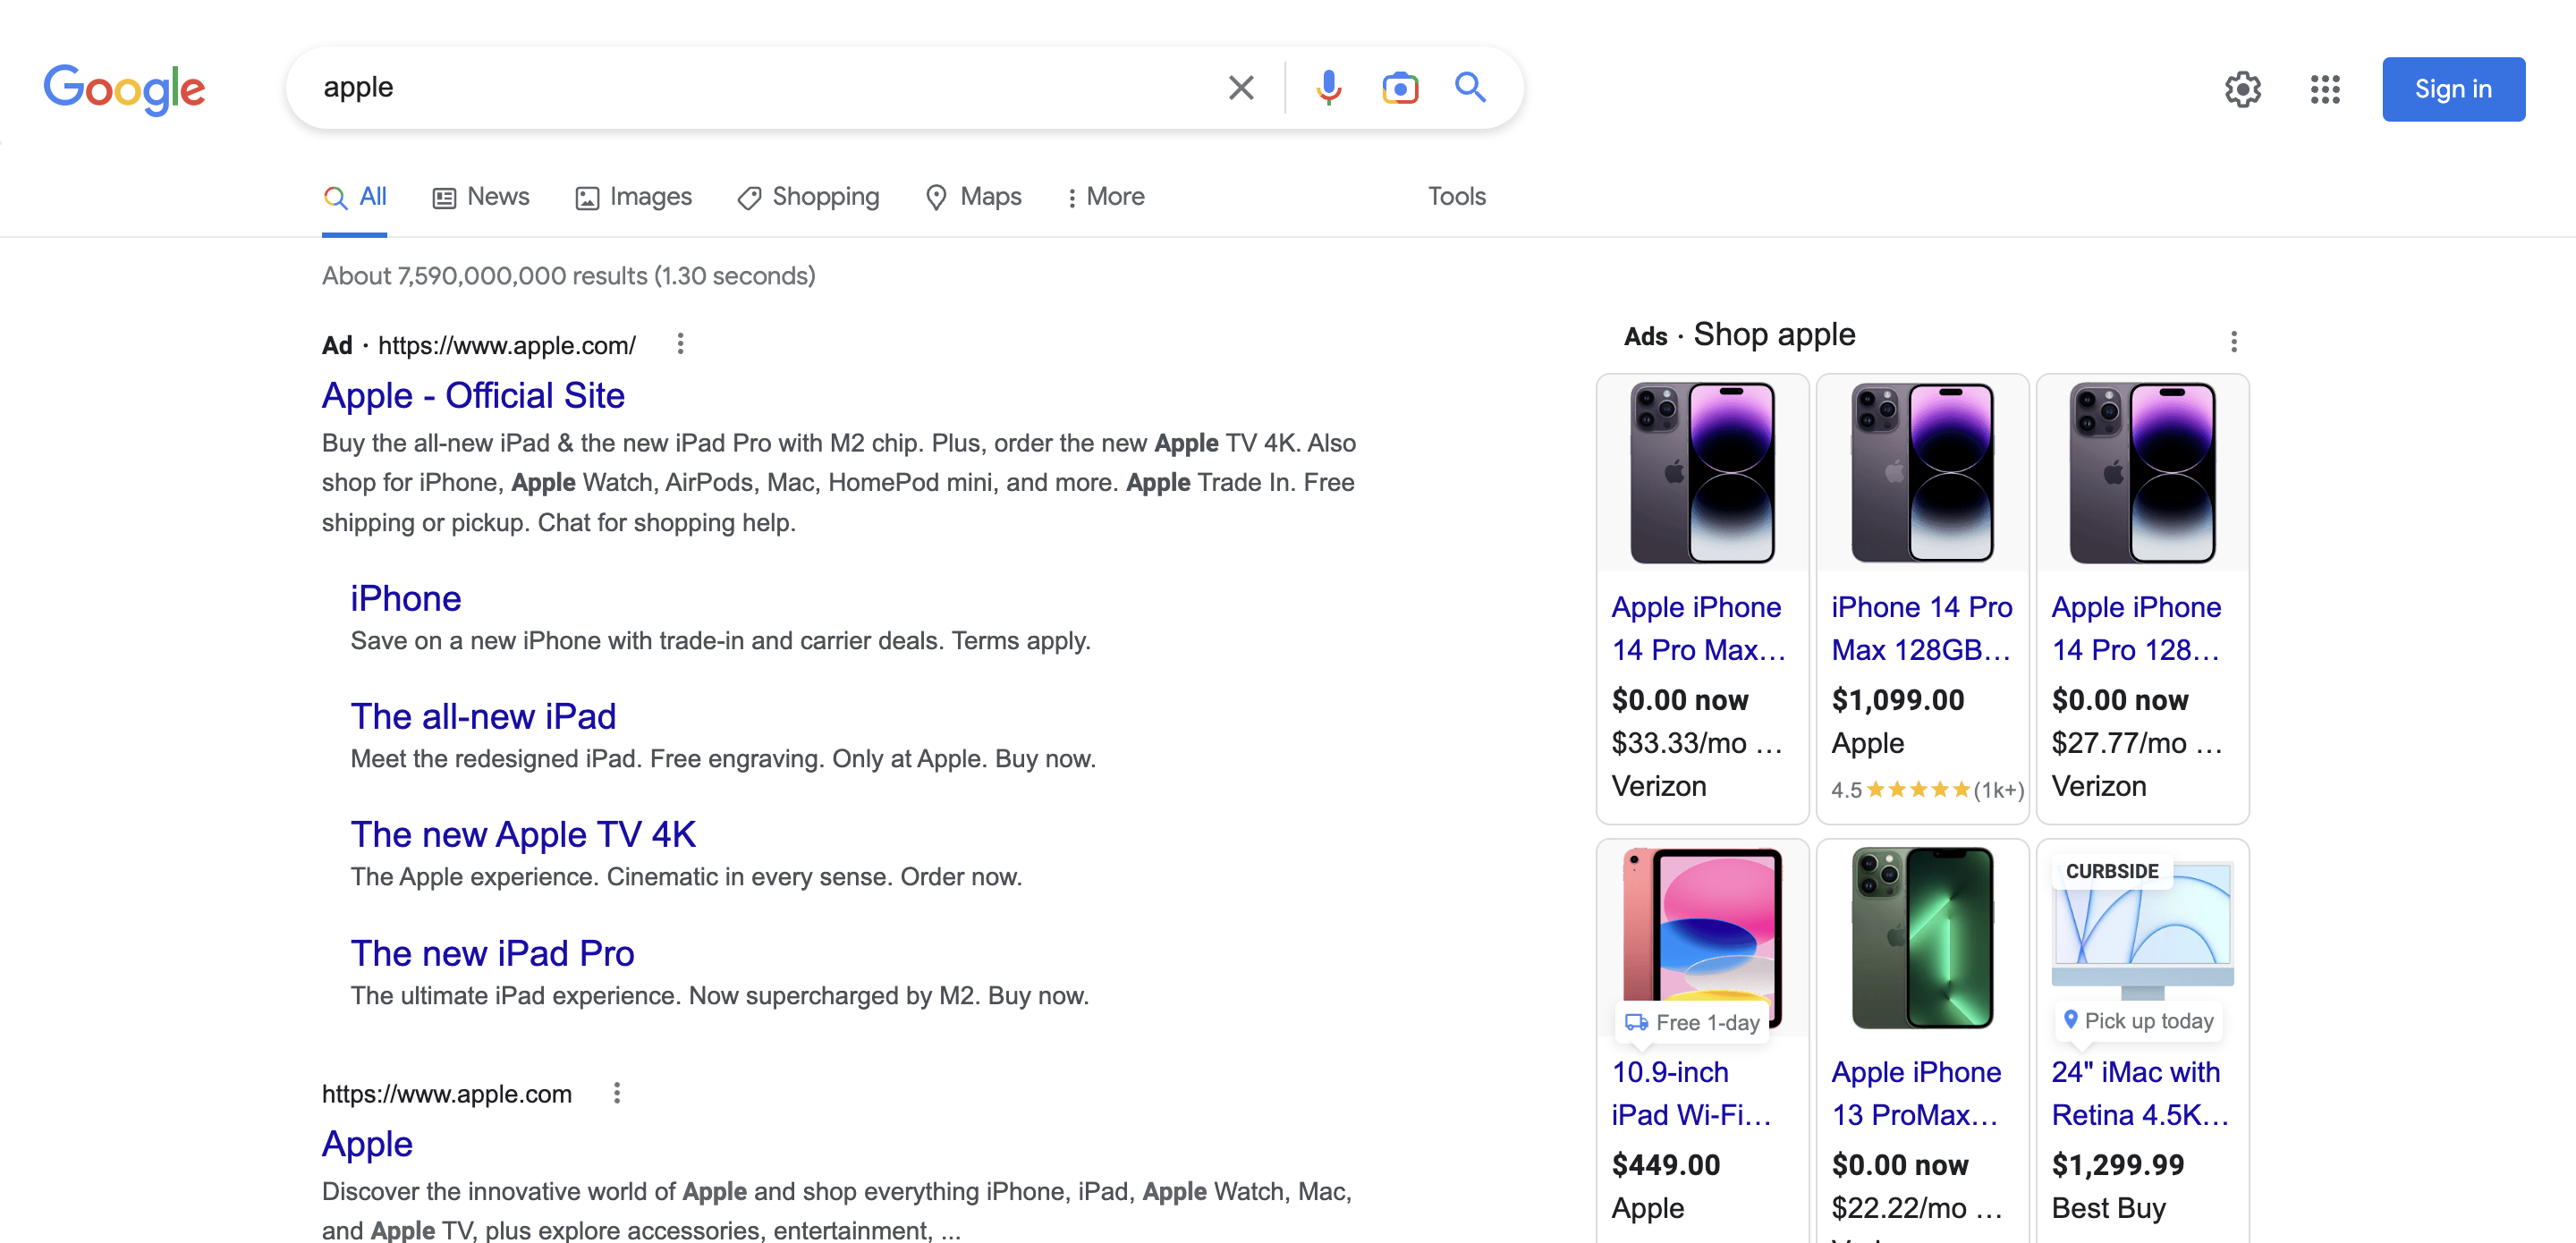 Google
apple
Sign in
All
News
Images
Shopping
Maps
More
Tools
About 7,590,000,000 results (1.30 seconds)
Ad · https://www.apple.com/
Apple - Official Site
Buy the all-new iPad & the new iPad Pro with M2 chip. Plus, order the new Apple TV 4K. Also
shop for iPhone, Apple Watch, AirPods, Mac, HomePod mini, and more. Apple Trade In. Free
shipping or pickup. Chat for shopping help.
iPhone
Save on a new iPhone with trade-in and carrier deals. Terms apply.
The all-new iPad
Meet the redesigned iPad. Free engraving. Only at Apple. Buy now.
The new Apple TV 4K
The Apple experience. Cinematic in every sense. Order now.
The new iPad Pro
The ultimate iPad experience. Now supercharged by M2. Buy now.
https://www.apple.com
Apple
Discover the innovative world of Apple and shop everything iPhone, iPad, Apple Watch, Mac,
and Apple TV, plus explore accessories, entertainment, ...
Ads · Shop apple
Apple iPhone
14 Pro Max...
$0.00 now
$33.33/mo ...
Verizon
iPhone 14 Pro
Max 128GB...
$1,099.00
Apple
4.5 (1k+)
Apple iPhone
14 Pro 128...
$0.00 now
$27.77/mo ...
Verizon
Free 1-day
10.9-inch
iPad Wi-Fi...
$449.00
Apple
Apple iPhone
13 ProMax...
$0.00 now
$22.22/mo ...
CURBSIDE
Pick up today
24" iMac with
Retina 4.5K...
$1,299.99
Best Buy